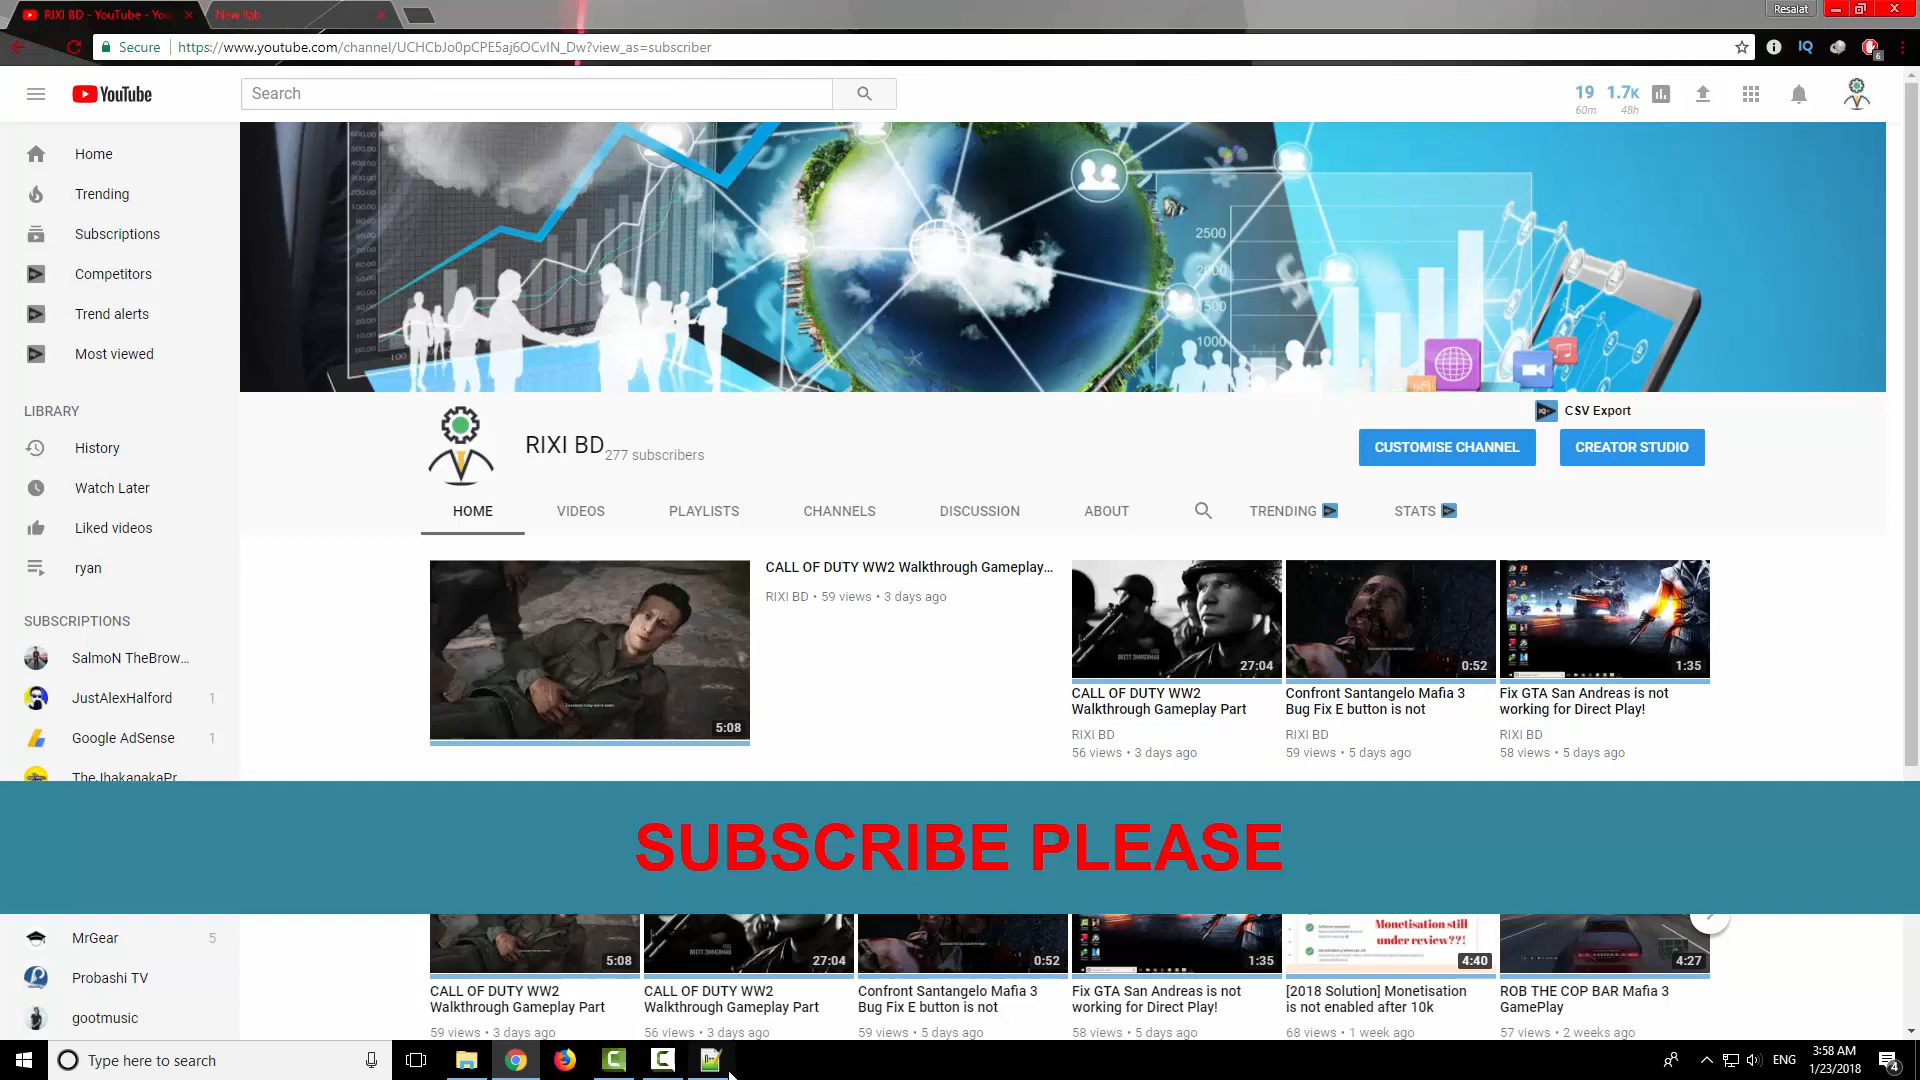 RIXI BD - YouTube - You
New Tab
Resalat
Secure
https://www.youtube.com/channel/UCHCbJo0pCPE5aj6OCvIN_Dw?view_as=subscriber
IQ
6
YouTube
Search
19
60m
1.7K
48h
Home
Trending
Subscriptions
Competitors
Trend alerts
Most viewed
LIBRARY
History
Watch Later
Liked videos
ryan
SUBSCRIPTIONS
SalmoN TheBrow...
JustAlexHalford 1
Google AdSense 1
TheJhakanakaPr
2500
2000
1000
CSV Export
RIXI BD 277 subscribers
CUSTOMISE CHANNEL
CREATOR STUDIO
HOME
VIDEOS
PLAYLISTS
CHANNELS
DISCUSSION
ABOUT
TRENDING
STATS
5:08
CALL OF DUTY WW2 Walkthrough Gameplay...
RIXI BD • 59 views • 3 days ago
BRETT ZIMMERMAN
27:04
CALL OF DUTY WW2
Walkthrough Gameplay Part
RIXI BD
56 views • 3 days ago
0:52
Confront Santangelo Mafia 3
Bug Fix E button is not
RIXI BD
59 views • 5 days ago
1:35
Fix GTA San Andreas is not
working for Direct Play!
RIXI BD
58 views • 5 days ago
SUBSCRIBE PLEASE
MrGear 5
Probashi TV
gootmusic
5:08
CALL OF DUTY WW2
Walkthrough Gameplay Part
59 views • 3 days ago
27:04
CALL OF DUTY WW2
Walkthrough Gameplay Part
56 views • 3 days ago
0:52
Confront Santangelo Mafia 3
Bug Fix E button is not
59 views • 5 days ago
1:35
Fix GTA San Andreas is not
working for Direct Play!
58 views • 5 days ago
Monetisation still
under review??!
4:40
[2018 Solution] Monetisation
is not enabled after 10k
68 views • 1 week ago
4:27
ROB THE COP BAR Mafia 3
GamePlay
57 views • 2 weeks ago
Type here to search
ENG
3:58 AM
1/23/2018
4